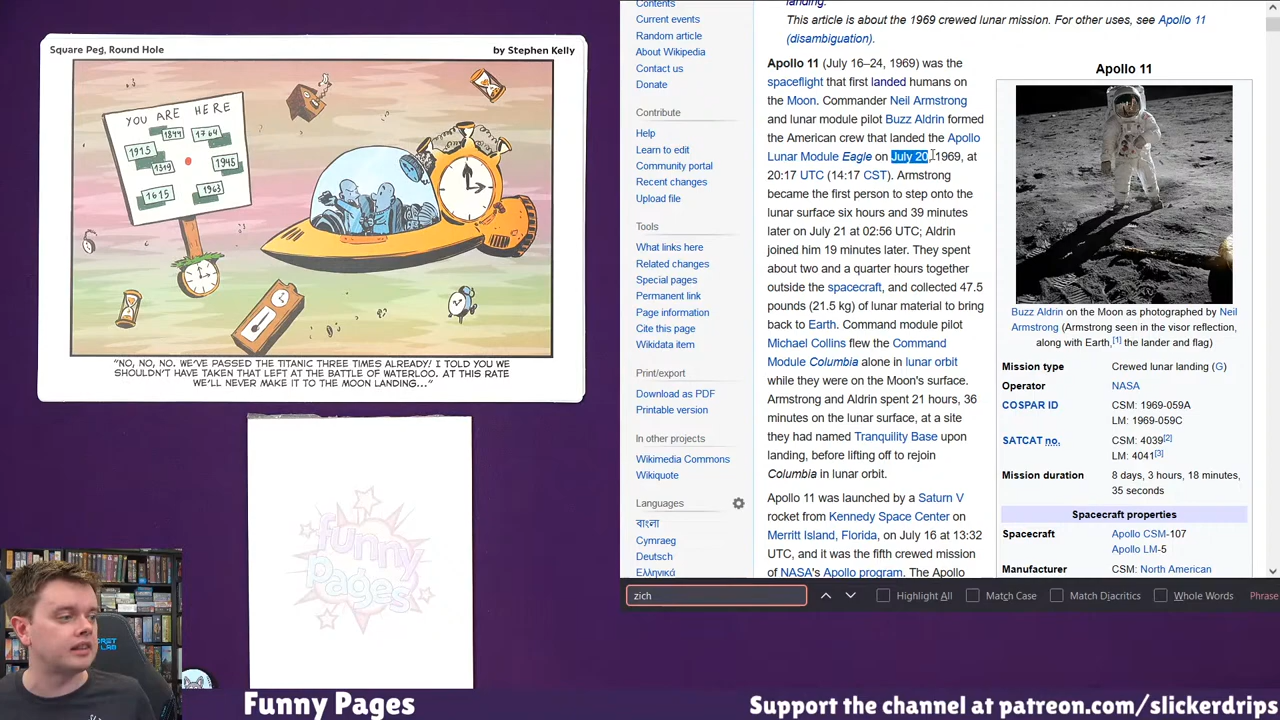 Square Peg, Round Hole
by Stephen Kelly
YOU ARE HERE
1844
1764
1915
1319
1945
1615
1963
"NO, NO, NO. WE'VE PASSED THE TITANIC THREE TIMES ALREADY! I TOLD YOU WE
SHOULDN'T HAVE TAKEN THAT LEFT AT THE BATTLE OF WATERLOO. AT THIS RATE
WE'LL NEVER MAKE IT TO THE MOON LANDING..."
funny
Pages
Contents
Current events
Random article
About Wikipedia
Contact us
Donate
Contribute
Help
Learn to edit
Community portal
Recent changes
Upload file
Tools
What links here
Related changes
Special pages
Permanent link
Page information
Cite this page
Wikidata item
Print/export
Download as PDF
Printable version
In other projects
Wikimedia Commons
Wikiquote
Languages
বাংলা
Cymraeg
Deutsch
Ελληνικά
landing.
This article is about the 1969 crewed lunar mission. For other uses, see Apollo 11
(disambiguation).
Apollo 11 (July 16–24, 1969) was the
spaceflight that first landed humans on
the Moon. Commander Neil Armstrong
and lunar module pilot Buzz Aldrin formed
the American crew that landed the Apollo
Lunar Module Eagle on July 20, 1969, at
20:17 UTC (14:17 CST). Armstrong
became the first person to step onto the
lunar surface six hours and 39 minutes
later on July 21 at 02:56 UTC; Aldrin
joined him 19 minutes later. They spent
about two and a quarter hours together
outside the spacecraft, and collected 47.5
pounds (21.5 kg) of lunar material to bring
back to Earth. Command module pilot
Michael Collins flew the Command
Module Columbia alone in lunar orbit
while they were on the Moon's surface.
Armstrong and Aldrin spent 21 hours, 36
minutes on the lunar surface, at a site
they had named Tranquility Base upon
landing, before lifting off to rejoin
Columbia in lunar orbit.
Apollo 11 was launched by a Saturn V
rocket from Kennedy Space Center on
Merritt Island, Florida, on July 16 at 13:32
UTC, and it was the fifth crewed mission
of NASA's Apollo program. The Apollo
Apollo 11
Buzz Aldrin on the Moon as photographed by Neil
Armstrong (Armstrong seen in the visor reflection,
along with Earth,[1] the lander and flag)
Mission type Crewed lunar landing (G)
Operator NASA
COSPAR ID CSM: 1969-059A
LM: 1969-059C
SATCAT no. CSM: 4039[2]
LM: 4041[3]
Mission duration 8 days, 3 hours, 18 minutes,
35 seconds
Spacecraft properties
Spacecraft Apollo CSM-107
Apollo LM-5
Manufacturer CSM: North American
zich
Highlight All Match Case Match Diacritics Whole Words Phrase
Funny Pages
Support the channel at patreon.com/slickerdrips